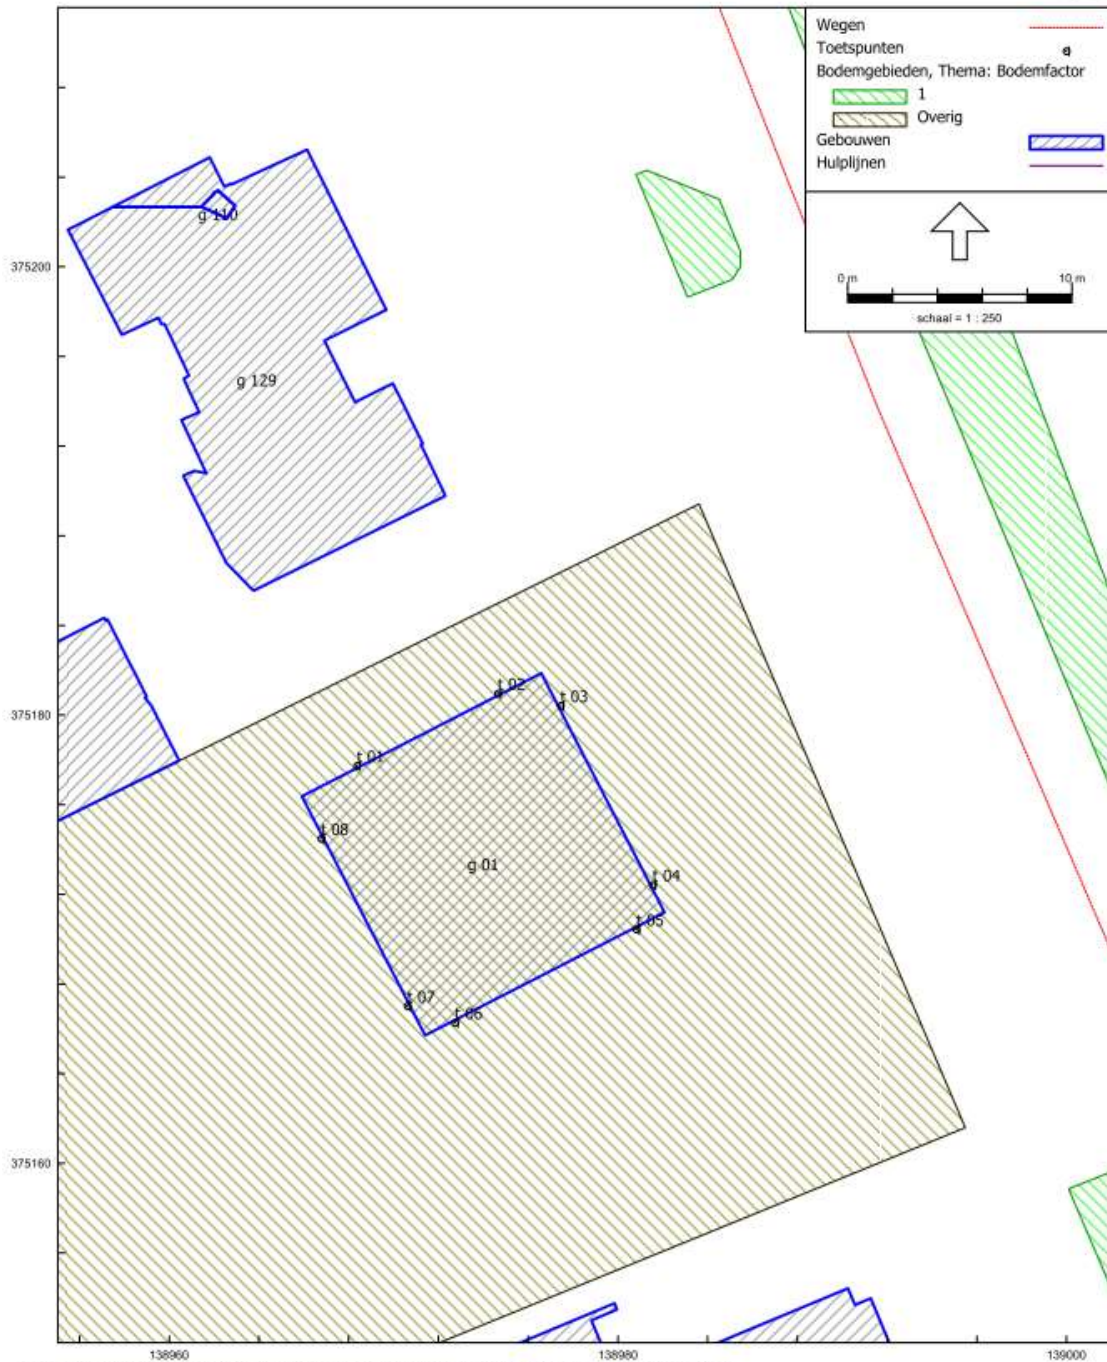 Wegen
Toetspunten
Bodemgebieden, Thema: Bodemfactor
1
Overig
Gebouwen
Hulplijnen
0 m 10 m
schaal = 1 : 250
g 110
375200
g 129
t 02
t 03
375180
t 01
t 08
g 01
t 04
t 05
t 07
t 06
375160
138960 138980 139000